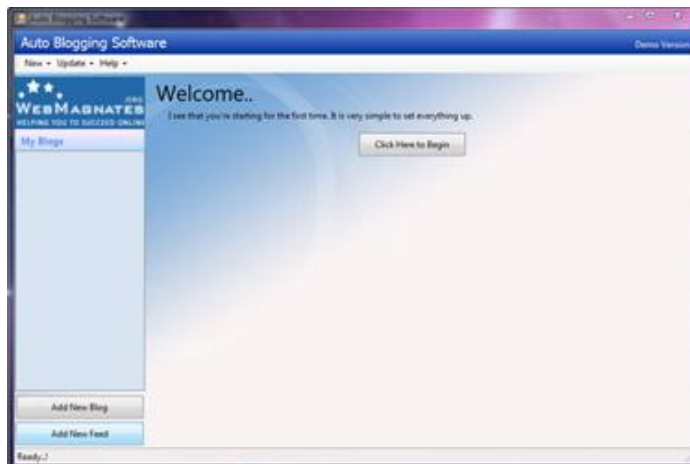 Auto Blogging Software
Auto Blogging Software
Demo Version
New Update Help
.ORG
WEBMAGNATES
HELPING YOU TO SUCCEED ONLINE
My Blogs
Welcome..
I see that you're starting for the first time. It is very simple to set everything up.
Click Here to Begin
Add New Blog
Add New Feed
Ready..!